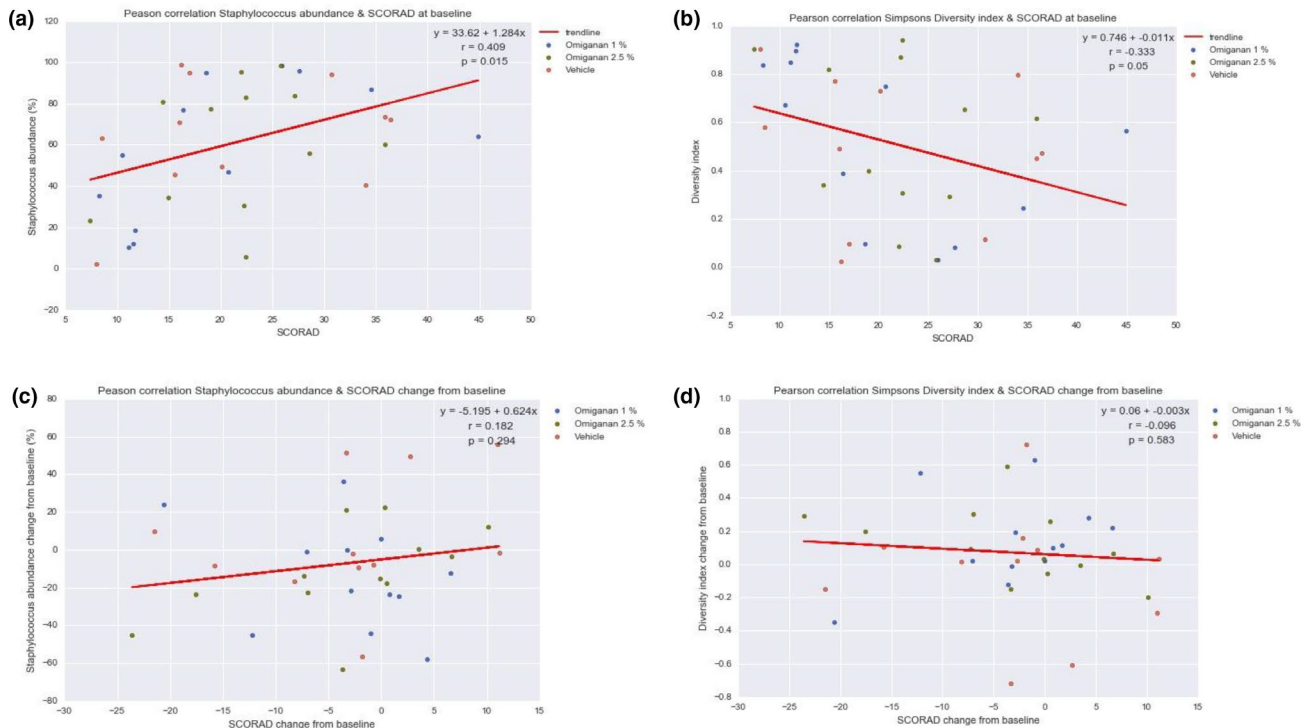 (a)
Peason correlation Staphylococcus abundance & SCORAD at baseline
y = 33.62 + 1.284x
r = 0.409
p = 0.015
trendline
Omiganan 1 %
Omiganan 2.5 %
Vehicle
Staphylococcus abundance (%)
120
100
80
60
40
20
0
−20
5 10 15 20 25 30 35 40 45 50
SCORAD
(b)
Pearson correlation Simpsons Diversity index & SCORAD at baseline
y = 0.746 + -0.011x
r = -0.333
p = 0.05
trendline
Omiganan 1 %
Omiganan 2.5 %
Vehicle
Diversity index
1.0
0.8
0.6
0.4
0.2
0.0
−0.2
5 10 15 20 25 30 35 40 45 50
SCORAD
(c)
Peason correlation Staphylococcus abundance & SCORAD change from baseline
y = -5.195 + 0.624x
r = 0.182
p = 0.294
Omiganan 1 %
Omiganan 2.5 %
Vehicle
Staphylococcus abundance change from baseline (%)
80
60
40
20
0
−20
−40
−60
−80
−30 −25 −20 −15 −10 −5 0 5 10 15
SCORAD change from baseline
(d)
Pearson correlation Simpsons Diversity index & SCORAD change from baseline
y = 0.06 + -0.003x
r = -0.096
p = 0.583
Omiganan 1 %
Omiganan 2.5 %
Vehicle
Diversity index change from baseline
0.8
0.6
0.4
0.2
0.0
−0.2
−0.4
−0.6
−0.8
−30 −25 −20 −15 −10 −5 0 5 10 15
SCORAD change from baseline